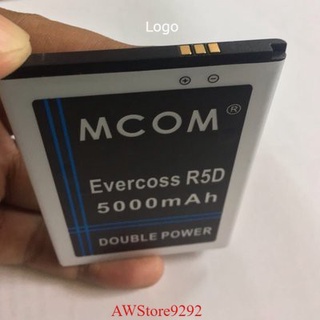 Logo
MCOM ®
Evercoss R5D
5000mAh
DOUBLE POWER
AWStore9292